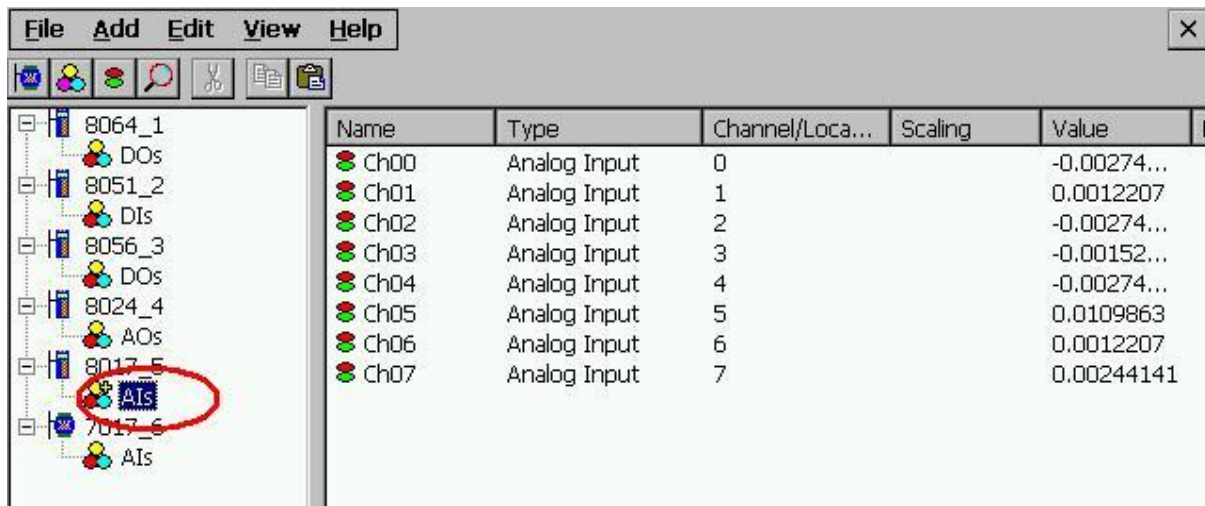 File Add Edit View Help
8064_1
DOs
8051_2
DIs
8056_3
DOs
8024_4
AOs
8017_5
AIs
7017_6
AIs
Name Type Channel/Loca... Scaling Value
Ch00 Analog Input 0 -0.00274...
Ch01 Analog Input 1 0.0012207
Ch02 Analog Input 2 -0.00274...
Ch03 Analog Input 3 -0.00152...
Ch04 Analog Input 4 -0.00274...
Ch05 Analog Input 5 0.0109863
Ch06 Analog Input 6 0.0012207
Ch07 Analog Input 7 0.00244141